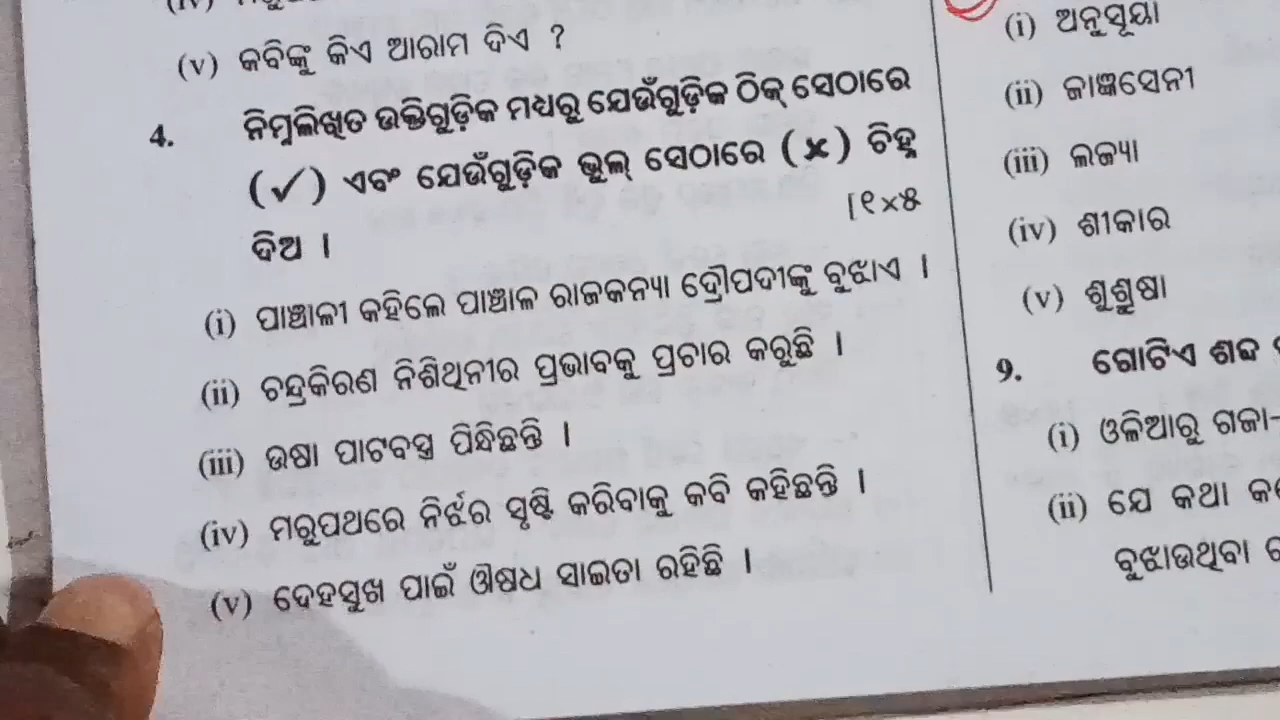 (v) କବିଙ୍କୁ କିଏ ଆରାମ ଦିଏ ?
4. ନିମ୍ନଲିଖିତ ଉକ୍ତିଗୁଡ଼ିକ ମଧ୍ୟରୁ ଯେଉଁଗୁଡ଼ିକ ଠିକ୍ ସେଠାରେ
(✓) ଏବଂ ଯେଉଁଗୁଡ଼ିକ ଭୁଲ୍ ସେଠାରେ (✗) ଚିହ୍ନ
ଦିଅ । [୧×୫
(i) ପାଞ୍ଚାଳୀ କହିଲେ ପାଞ୍ଚାଳ ରାଜକନ୍ୟା ଦ୍ରୌପଦୀଙ୍କୁ ବୁଝାଏ ।
(ii) ଚନ୍ଦ୍ରକିରଣ ନିଶିଥିନୀର ପ୍ରଭାବକୁ ପ୍ରଚାର କରୁଛି ।
(iii) ଉଷା ପାଟବସ୍ତ୍ର ପିନ୍ଧିଛନ୍ତି ।
(iv) ମରୁପଥରେ ନିର୍ଝର ସୃଷ୍ଟି କରିବାକୁ କବି କହିଛନ୍ତି ।
(v) ଦେହସୁଖ ପାଇଁ ଔଷଧ ସାଇତା ରହିଛି ।
(i) ଅନୁସୂୟା
(ii) ଜାଜ୍ଞସେନୀ
(iii) ଲଜ୍ୟା
(iv) ଶୀକାର
(v) ଶୁଶ୍ରୁଷା
9. ଗୋଟିଏ ଶବ୍ଦ
(i) ଓଳିଆରୁ ଗଜା-
(ii) ଯେ କଥା
ବୁଝାଉଥିବା